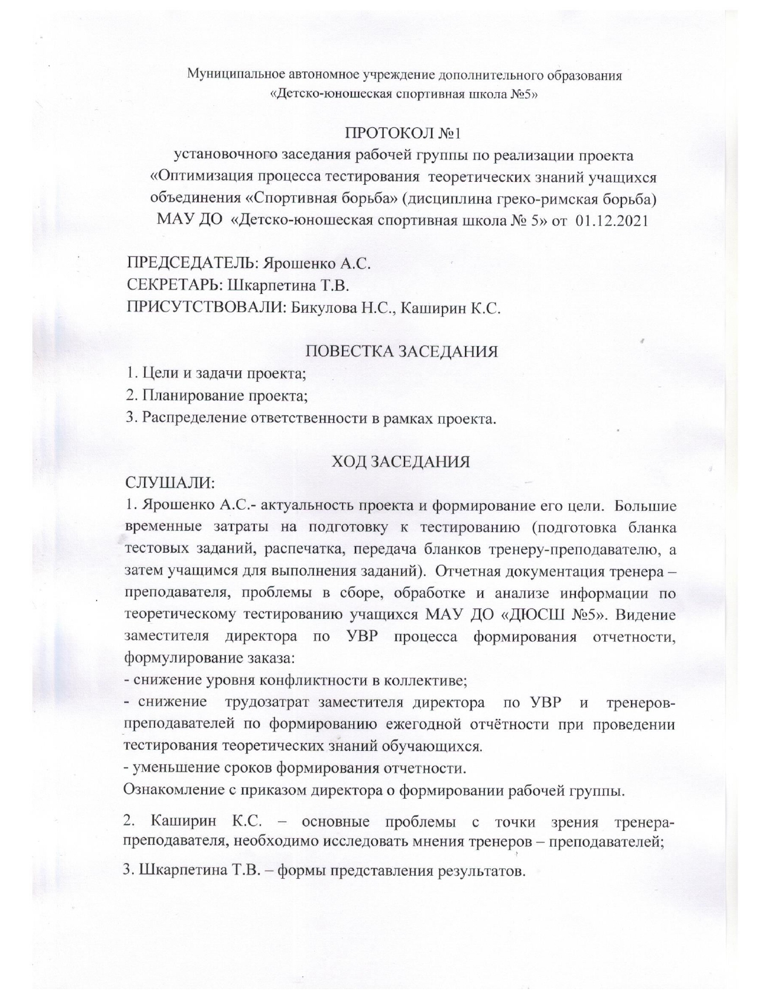 Муниципальное автономное учреждение дополнительного образования
«Детско-юношеская спортивная школа №5»
ПРОТОКОЛ №1
установочного заседания рабочей группы по реализации проекта
«Оптимизация процесса тестирования теоретических знаний учащихся
объединения «Спортивная борьба» (дисциплина греко-римская борьба)
МАУ ДО «Детско-юношеская спортивная школа № 5» от 01.12.2021
ПРЕДСЕДАТЕЛЬ: Ярошенко А.С.
СЕКРЕТАРЬ: Шкарпетина Т.В.
ПРИСУТСТВОВАЛИ: Бикулова Н.С., Каширин К.С.
ПОВЕСТКА ЗАСЕДАНИЯ
1. Цели и задачи проекта;
2. Планирование проекта;
3. Распределение ответственности в рамках проекта.
ХОД ЗАСЕДАНИЯ
СЛУШАЛИ:
1. Ярошенко А.С.- актуальность проекта и формирование его цели. Большие
временные затраты на подготовку к тестированию (подготовка бланка
тестовых заданий, распечатка, передача бланков тренеру-преподавателю, а
затем учащимся для выполнения заданий). Отчетная документация тренера –
преподавателя, проблемы в сборе, обработке и анализе информации по
теоретическому тестированию учащихся МАУ ДО «ДЮСШ №5». Видение
заместителя директора по УВР процесса формирования отчетности,
формулирование заказа:
- снижение уровня конфликтности в коллективе;
- снижение трудозатрат заместителя директора по УВР и тренеров-
преподавателей по формированию ежегодной отчётности при проведении
тестирования теоретических знаний обучающихся.
- уменьшение сроков формирования отчетности.
Ознакомление с приказом директора о формировании рабочей группы.
2. Каширин К.С. – основные проблемы с точки зрения тренера-
преподавателя, необходимо исследовать мнения тренеров – преподавателей;
3. Шкарпетина Т.В. – формы представления результатов.